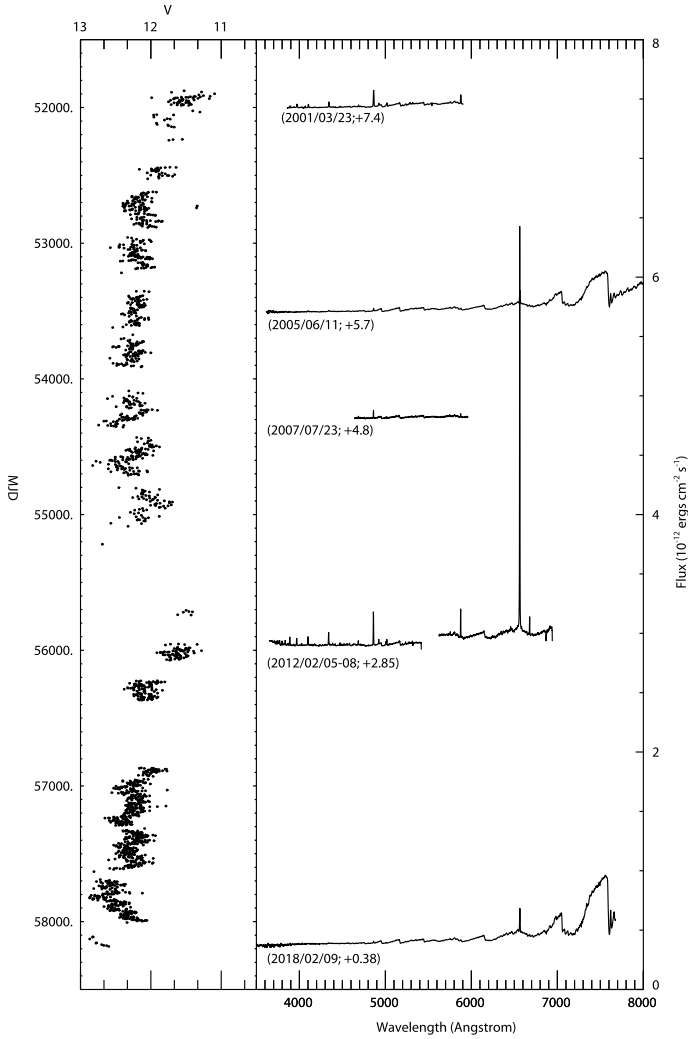 V
13 12 11
8
52000.
(2001/03/23;+7.4)
53000.
6
(2005/06/11; +5.7)
54000.
(2007/07/23; +4.8)
MJD
55000.
4
Flux (10⁻¹² ergs cm⁻² s⁻¹)
56000.
(2012/02/05-08; +2.85)
2
57000.
58000.
(2018/02/09; +0.38)
0
4000 5000 6000 7000 8000
Wavelength (Angstrom)